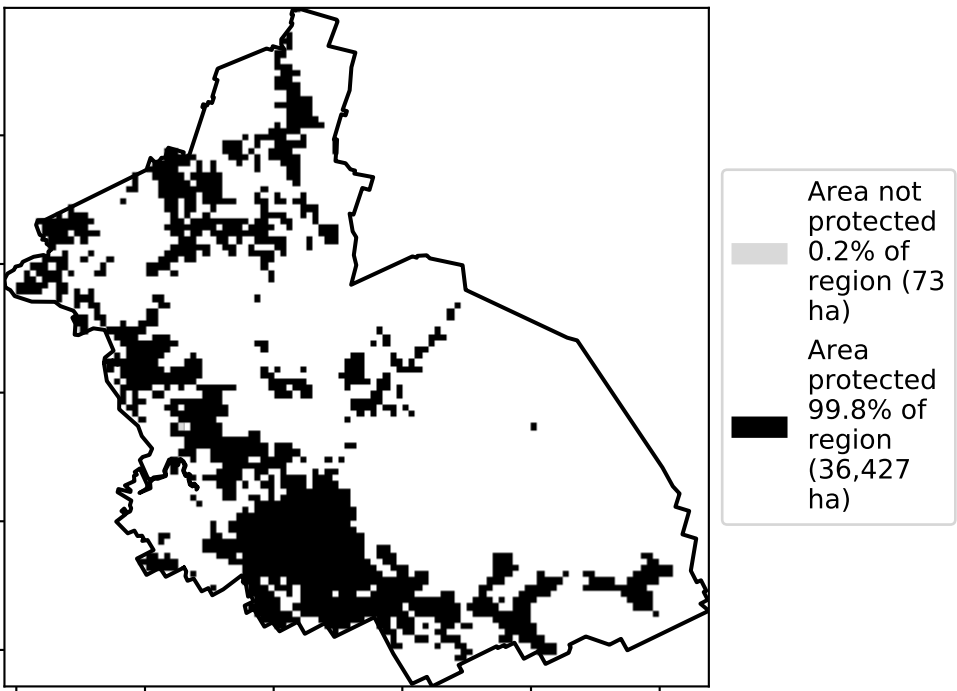 Area not
protected
0.2% of
region (73
ha)
Area
protected
99.8% of
region
(36,427
ha)